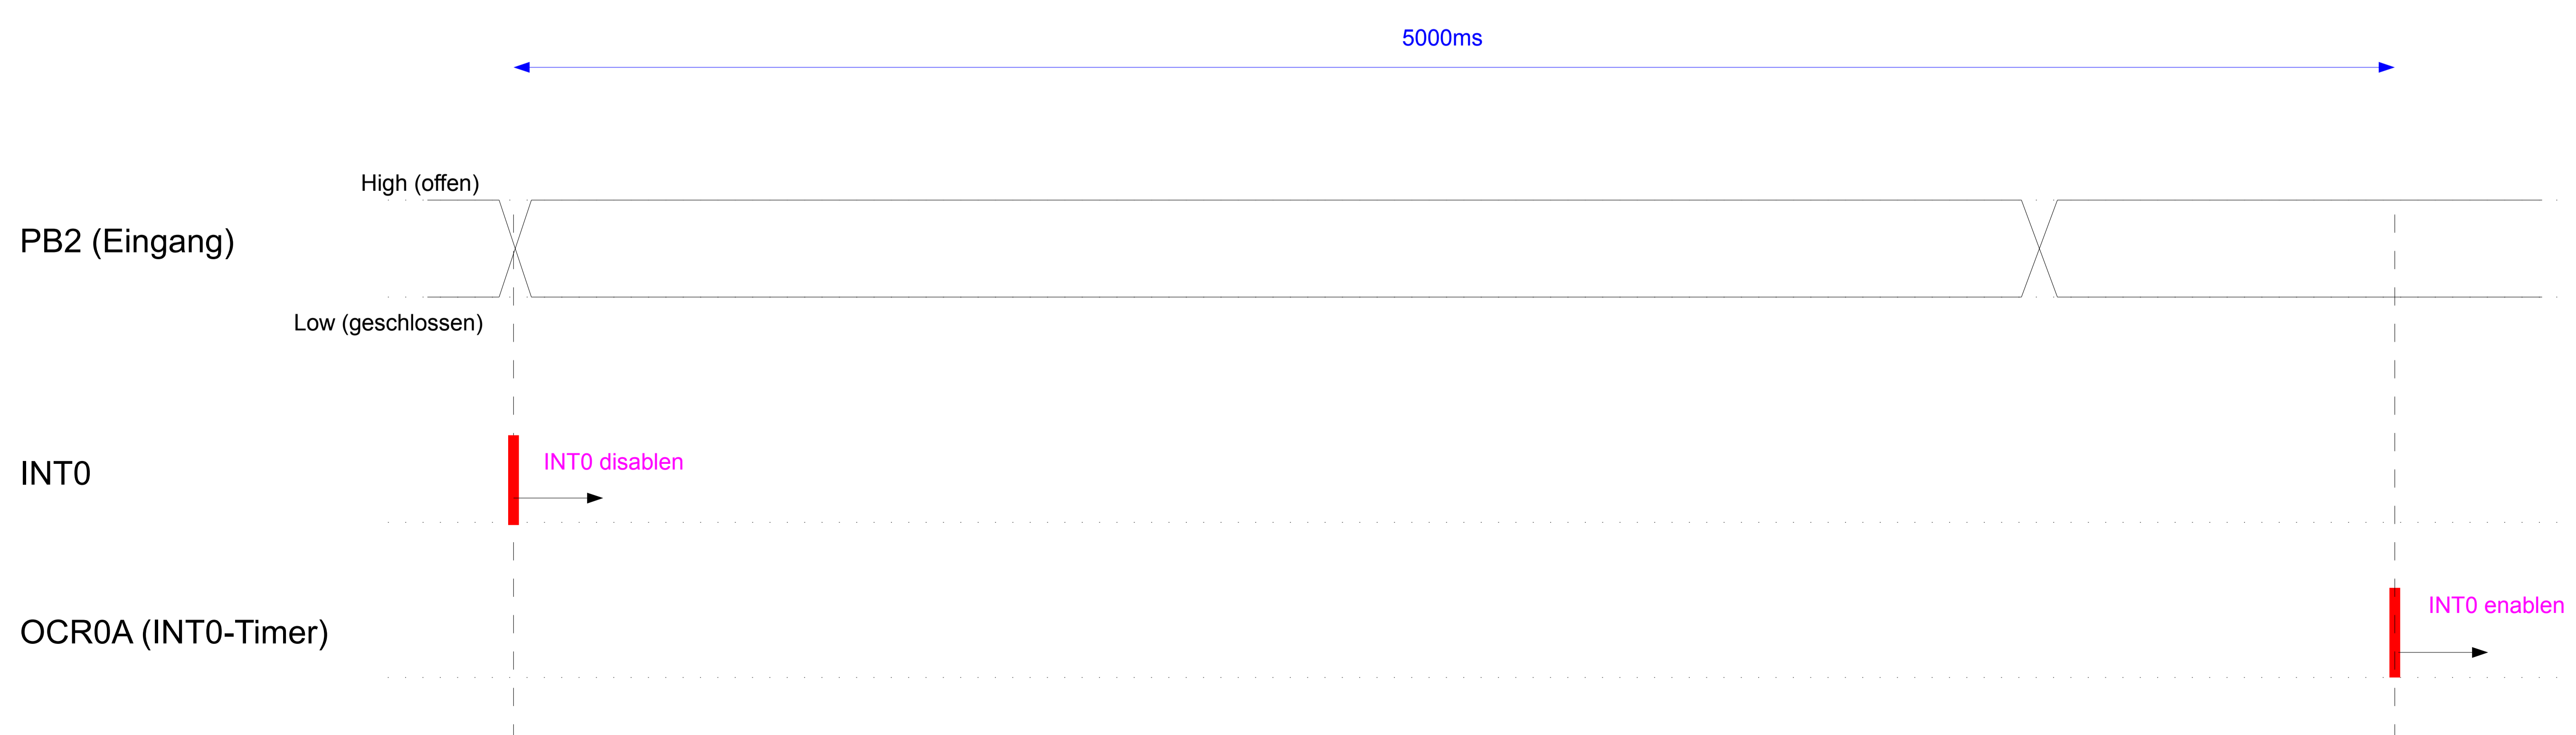 5000ms
High (offen)
PB2 (Eingang)
Low (geschlossen)
INT0 disablen
INT0
INT0 enablen
OCR0A (INT0-Timer)